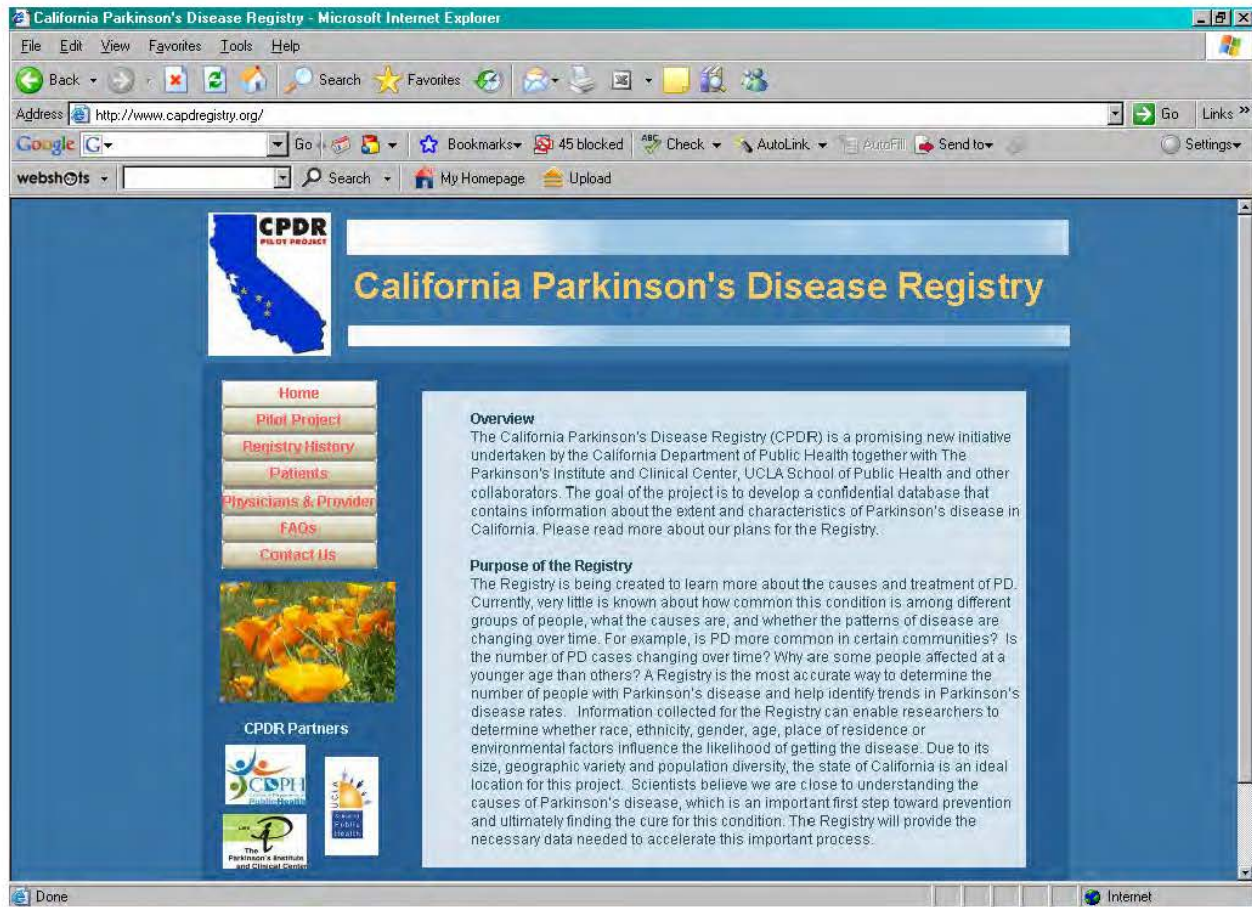 California Parkinson's Disease Registry - Microsoft Internet Explorer
File Edit View Favorites Tools Help
Back Search Favorites
Address http://www.capdregistry.org/ Go Links »
Google G Go Bookmarks 45 blocked ABC Check AutoLink AutoFill Send to Settings
webshots Search My Homepage Upload
CPDR
PILOT PROJECT
California Parkinson's Disease Registry
Home
Pilot Project
Registry History
Patients
Physicians & Provider
FAQs
Contact Us
CPDR Partners
CDPH
PublicHealth
UCLA
School of
Public
Health
The
Parkinson's Institute
and Clinical Center
Overview
The California Parkinson's Disease Registry (CPDR) is a promising new initiative
undertaken by the California Department of Public Health together with The
Parkinson's Institute and Clinical Center, UCLA School of Public Health and other
collaborators. The goal of the project is to develop a confidential database that
contains information about the extent and characteristics of Parkinson's disease in
California. Please read more about our plans for the Registry.
Purpose of the Registry
The Registry is being created to learn more about the causes and treatment of PD.
Currently, very little is known about how common this condition is among different
groups of people, what the causes are, and whether the patterns of disease are
changing over time. For example, is PD more common in certain communities? Is
the number of PD cases changing over time? Why are some people affected at a
younger age than others? A Registry is the most accurate way to determine the
number of people with Parkinson's disease and help identify trends in Parkinson's
disease rates. Information collected for the Registry can enable researchers to
determine whether race, ethnicity, gender, age, place of residence or
environmental factors influence the likelihood of getting the disease. Due to its
size, geographic variety and population diversity, the state of California is an ideal
location for this project. Scientists believe we are close to understanding the
causes of Parkinson's disease, which is an important first step toward prevention
and ultimately finding the cure for this condition. The Registry will provide the
necessary data needed to accelerate this important process.
Done Internet